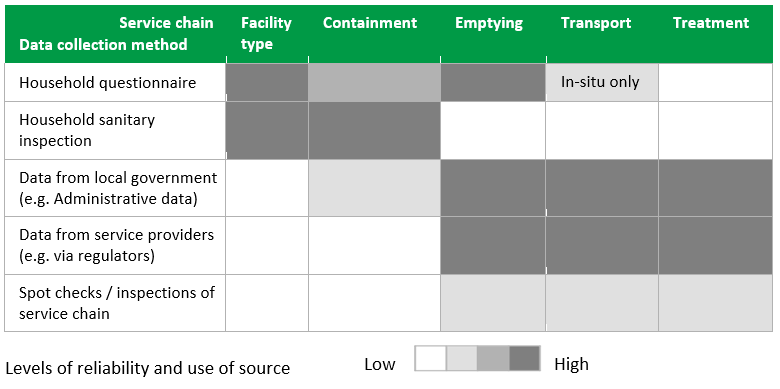 Service chain
Data collection method
Facility type
Containment
Emptying
Transport
Treatment
Household questionnaire
In-situ only
Household sanitary
inspection
Data from local government
(e.g. Administrative data)
Data from service providers
(e.g. via regulators)
Spot checks / inspections of
service chain
Levels of reliability and use of source
Low
High